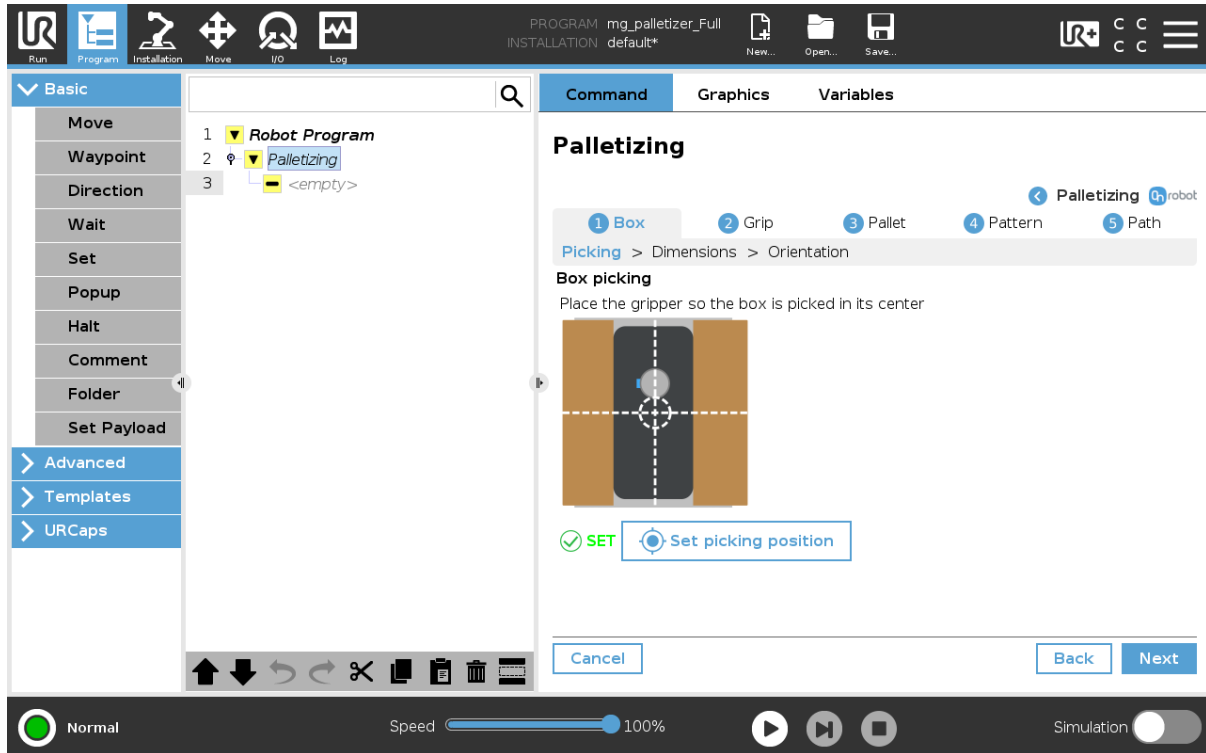 PROGRAM mg_palletizer_Full
INSTALLATION default*
UR
Run
Program
Installation
Move
I/O
Log
New...
Open...
Save...
UR+
C C
C C
Basic
Move
Waypoint
Direction
Wait
Set
Popup
Halt
Comment
Folder
Set Payload
Advanced
Templates
URCaps
1 Robot Program
2 Palletizing
3 <empty>
Command Graphics Variables
Palletizing
Palletizing On robot
1 Box 2 Grip 3 Pallet 4 Pattern 5 Path
Picking > Dimensions > Orientation
Box picking
Place the gripper so the box is picked in its center
SET Set picking position
Cancel Back Next
Normal Speed 100% Simulation